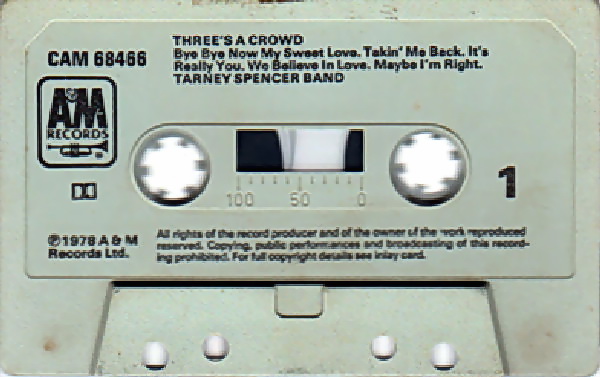 THREE'S A CROWD
CAM 68466
Bye Bye Now My Sweet Love. Takin' Me Back. It's
Really You. We Believe In Love. Maybe I'm Right.
TARNEY SPENCER BAND
A&M
RECORDS
1
100 50 0
℗1978 A & M
Records Ltd.
All rights of the record producer and of the owner of the work reproduced
reserved. Copying, public performances and broadcasting of this record-
ing prohibited. For full copyright details see inlay card.